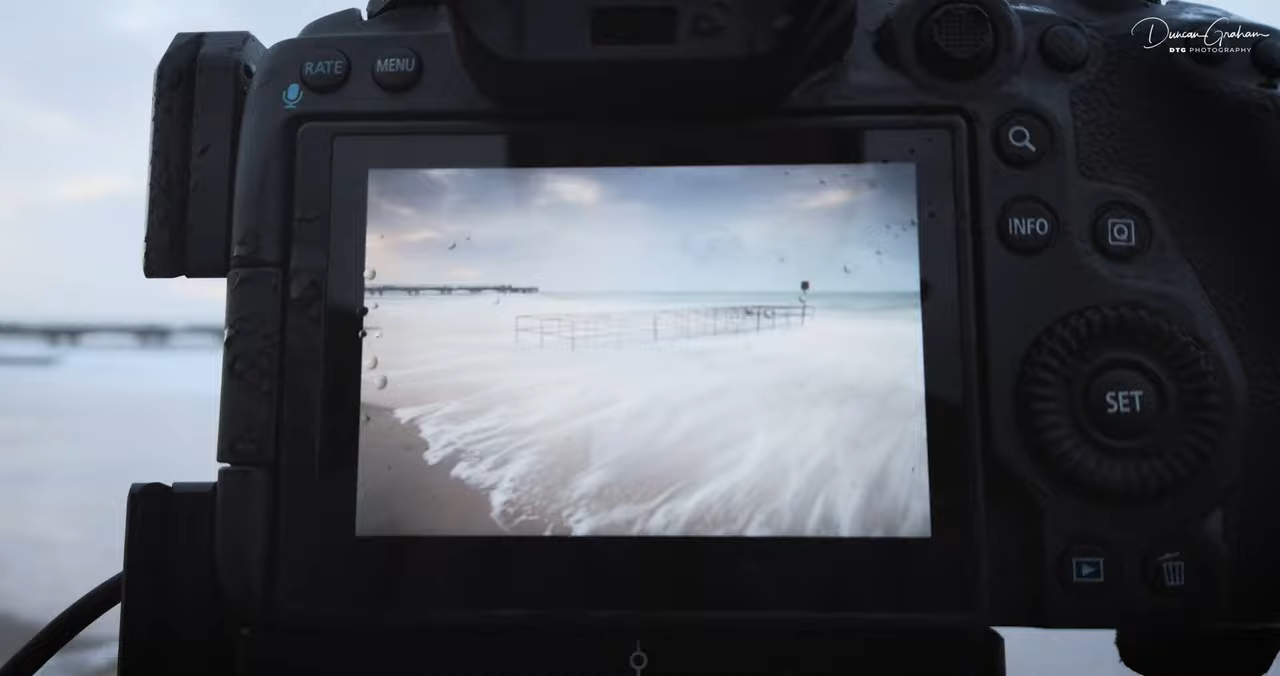 Duncan Graham
DTG PHOTOGRAPHY
RATE
MENU
INFO
Q
SET